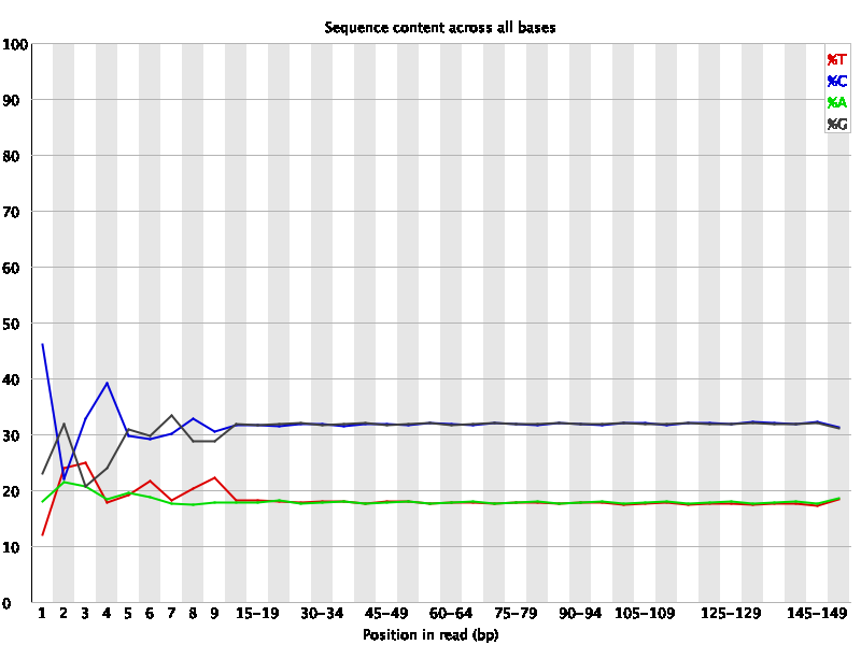 Sequence content across all bases
100
90
80
70
60
50
40
30
20
10
0
%T
%C
%A
%G
1 2 3 4 5 6 7 8 9 15-19 30-34 45-49 60-64 75-79 90-94 105-109 125-129 145-149
Position in read (bp)